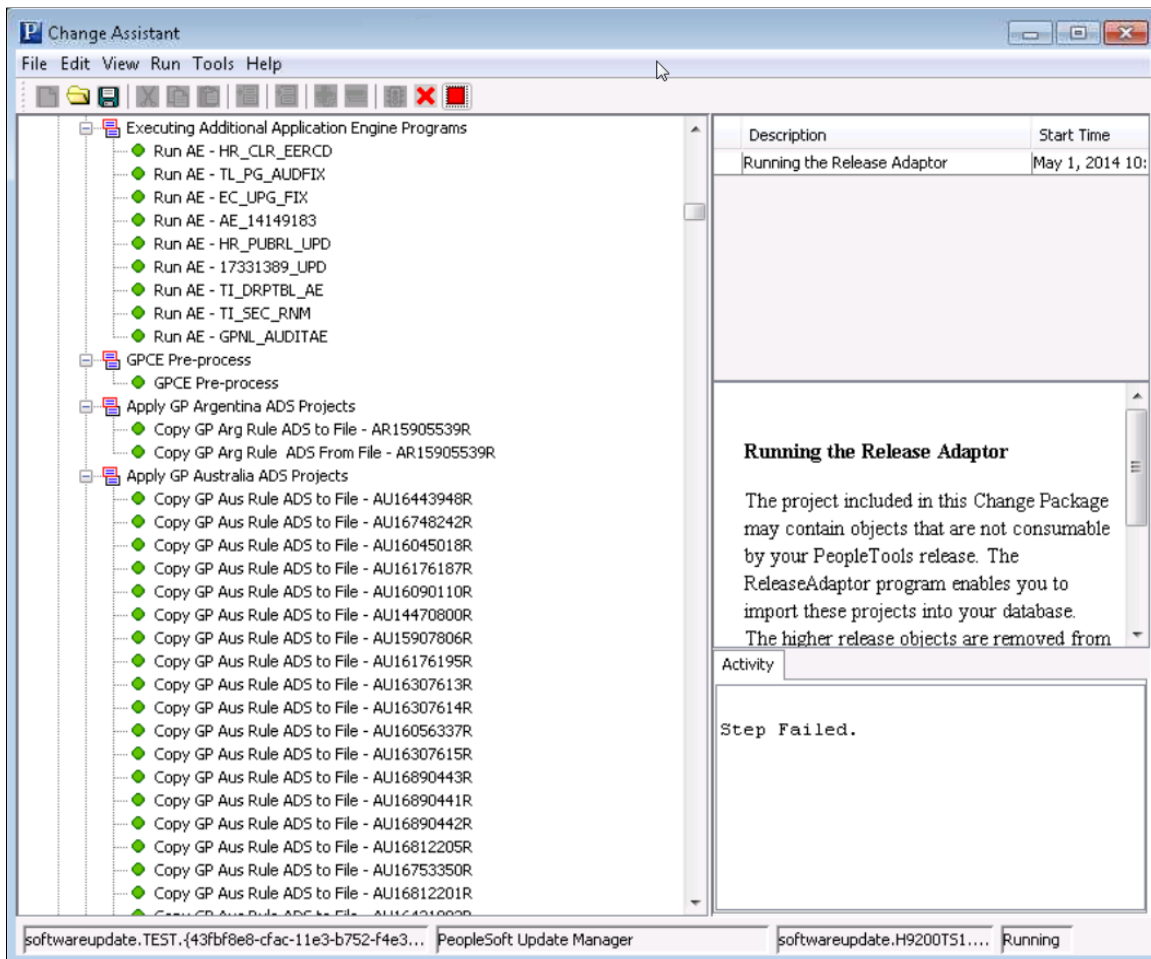 Change Assistant
File Edit View Run Tools Help
Executing Additional Application Engine Programs
Run AE - HR_CLR_EERCD
Run AE - TL_PG_AUDFIX
Run AE - EC_UPG_FIX
Run AE - AE_14149183
Run AE - HR_PUBRL_UPD
Run AE - 17331389_UPD
Run AE - TI_DRPTBL_AE
Run AE - TI_SEC_RNM
Run AE - GPNL_AUDITAE
GPCE Pre-process
GPCE Pre-process
Apply GP Argentina ADS Projects
Copy GP Arg Rule ADS to File - AR15905539R
Copy GP Arg Rule ADS From File - AR15905539R
Apply GP Australia ADS Projects
Copy GP Aus Rule ADS to File - AU16443948R
Copy GP Aus Rule ADS to File - AU16748242R
Copy GP Aus Rule ADS to File - AU16045018R
Copy GP Aus Rule ADS to File - AU16176187R
Copy GP Aus Rule ADS to File - AU16090110R
Copy GP Aus Rule ADS to File - AU14470800R
Copy GP Aus Rule ADS to File - AU15907806R
Copy GP Aus Rule ADS to File - AU16176195R
Copy GP Aus Rule ADS to File - AU16307613R
Copy GP Aus Rule ADS to File - AU16307614R
Copy GP Aus Rule ADS to File - AU16056337R
Copy GP Aus Rule ADS to File - AU16307615R
Copy GP Aus Rule ADS to File - AU16890443R
Copy GP Aus Rule ADS to File - AU16890441R
Copy GP Aus Rule ADS to File - AU16890442R
Copy GP Aus Rule ADS to File - AU16812205R
Copy GP Aus Rule ADS to File - AU16753350R
Copy GP Aus Rule ADS to File - AU16812201R
Copy GP Aus Rule ADS to File -
Description Start Time
Running the Release Adaptor May 1, 2014 10:
Running the Release Adaptor
The project included in this Change Package
may contain objects that are not consumable
by your PeopleTools release. The
ReleaseAdaptor program enables you to
import these projects into your database.
The higher release objects are removed from
Activity
Step Failed.
softwareupdate.TEST.{43fbf8e8-cfac-11e3-b752-f4e3... PeopleSoft Update Manager softwareupdate.H9200TS1.... Running